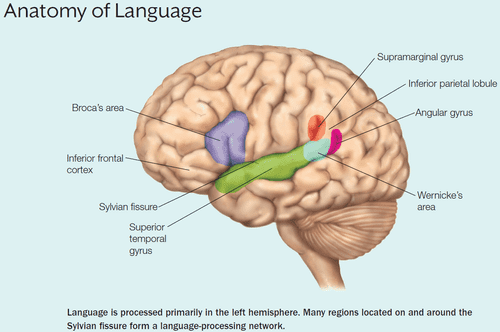 Anatomy of Language
Supramarginal gyrus
Inferior parietal lobule
Broca's area
Angular gyrus
Inferior frontal
cortex
Wernicke's
area
Sylvian fissure
Superior
temporal
gyrus
Language is processed primarily in the left hemisphere. Many regions located on and around the
Sylvian fissure form a language-processing network.